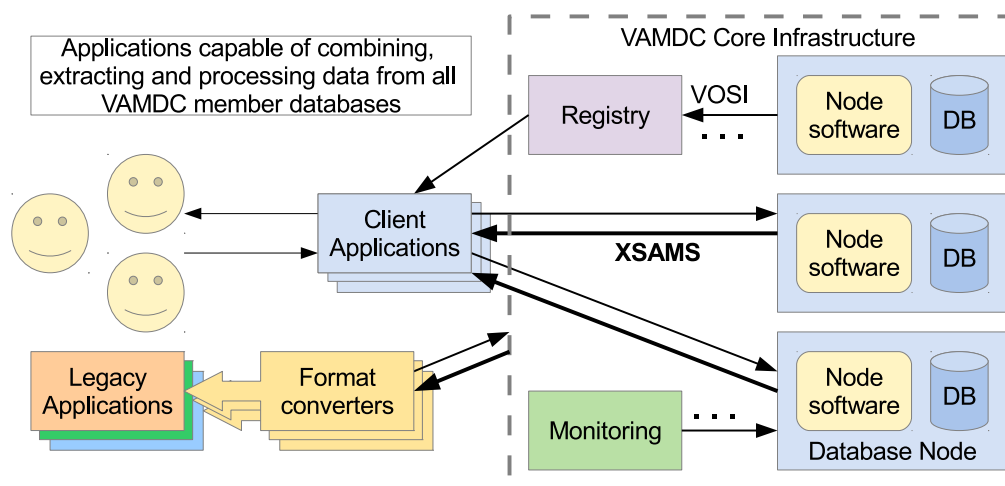 Applications capable of combining,
extracting and processing data from all
VAMDC member databases
VAMDC Core Infrastructure
Registry
VOSI
. . .
Node
software
DB
Client
Applications
XSAMS
Node
software
DB
Legacy
Applications
Format
converters
Monitoring
. . .
Node
software
DB
Database Node